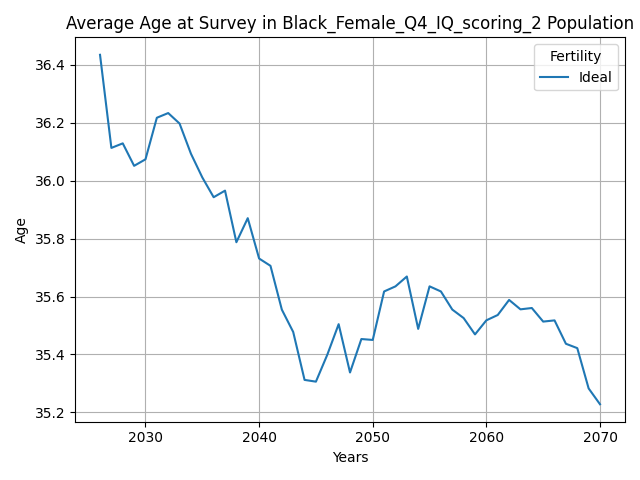 Average Age at Survey in Black_Female_Q4_IQ_scoring_2 Population
Fertility
Ideal
36.4
36.2
36.0
35.8
35.6
35.4
35.2
Age
2030 2040 2050 2060 2070
Years